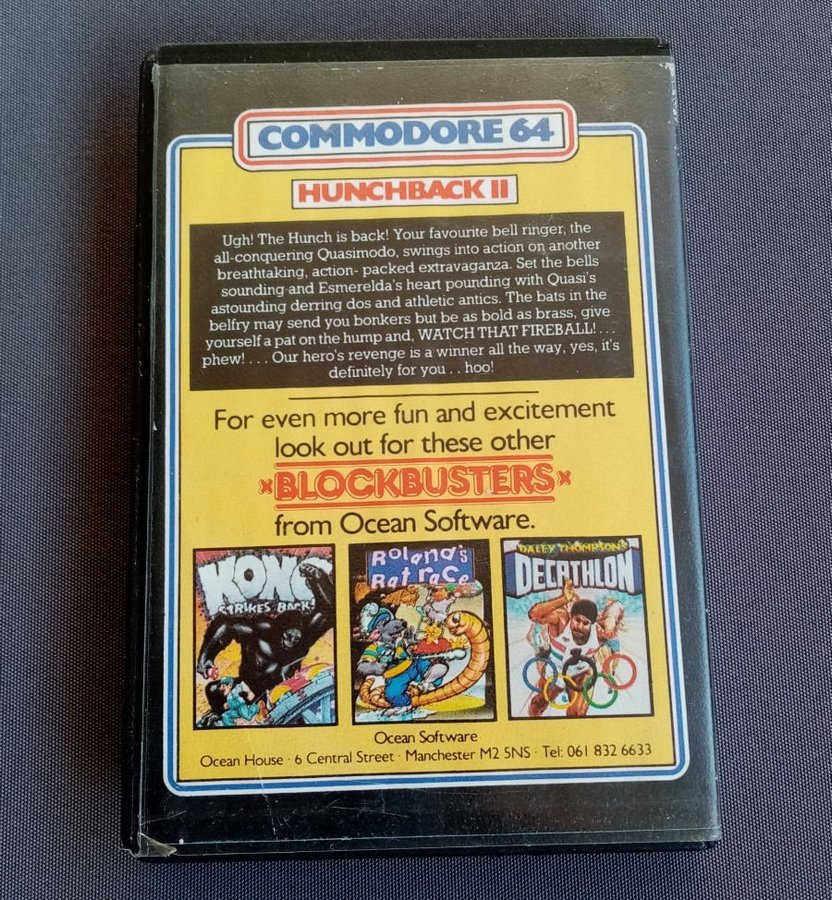 COMMODORE 64
HUNCHBACK II
Ugh! The Hunch is back! Your favourite bell ringer, the
all-conquering Quasimodo, swings into action on another
breathtaking, action- packed extravaganza. Set the bells
sounding and Esmerelda's heart pounding with Quasi's
astounding derring dos and athletic antics. The bats in the
belfry may send you bonkers but be as bold as brass, give
yourself a pat on the hump and, WATCH THAT FIREBALL! . . .
phew! . . . Our hero's revenge is a winner all the way, yes, it's
definitely for you . . hoo!
For even more fun and excitement
look out for these other
*BLOCKBUSTERS*
from Ocean Software.
KONG
STRIKES BACK!
Roland's
Rat race
DALEY THOMPSON'S
DECATHLON
Ocean Software
Ocean House · 6 Central Street · Manchester M2 5NS · Tel: 061 832 6633